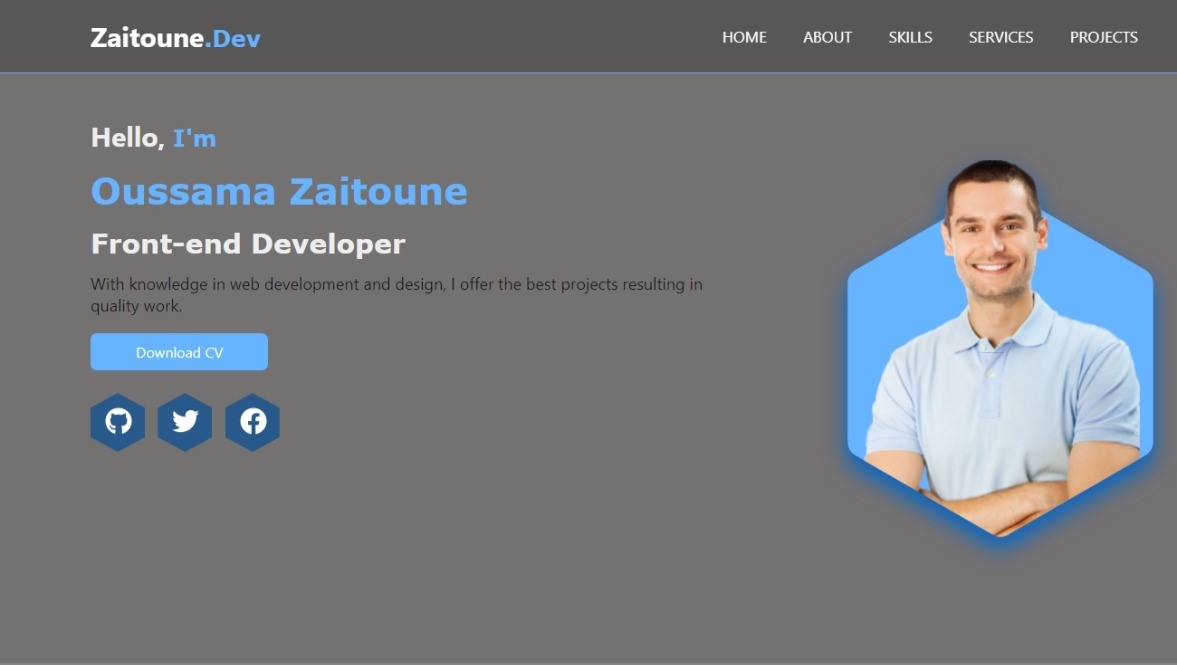 Zaitoune.Dev
HOME ABOUT SKILLS SERVICES PROJECTS
Hello, I'm
Oussama Zaitoune
Front-end Developer
With knowledge in web development and design, I offer the best projects resulting in
quality work.
Download CV